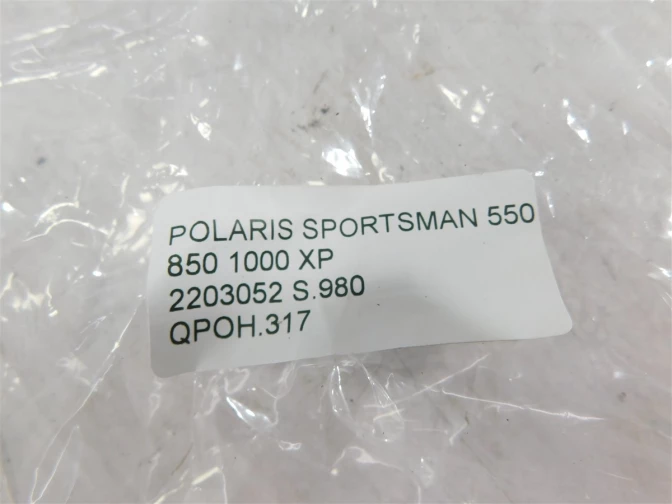 POLARIS SPORTSMAN 550
850 1000 XP
2203052 S.980
QPOH.317